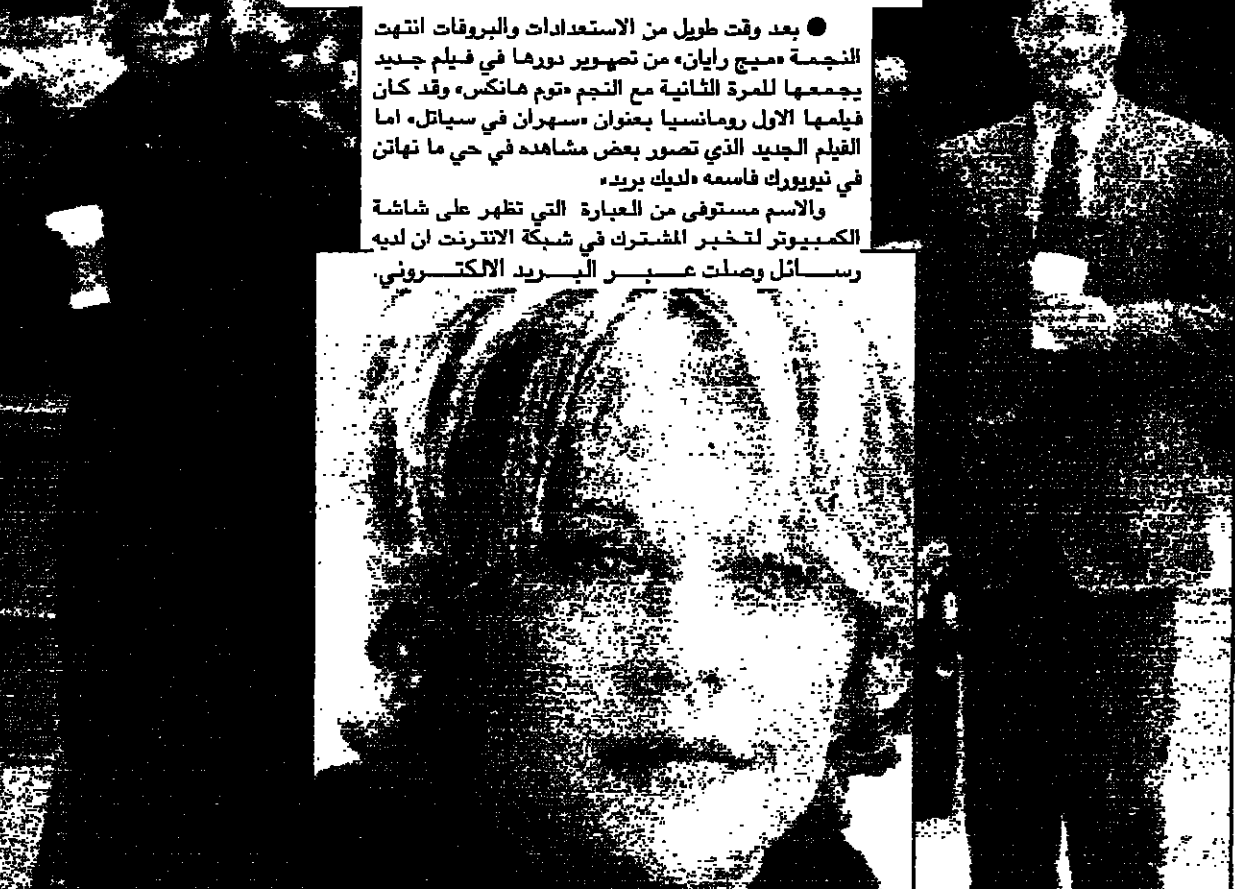 ● بعد وقت طويل من الاستعدادات والبروفات انتهت
النجمة «ميج رايان» من تصوير دورها في فيلم جديد
يجمعها للمرة الثانية مع النجم «توم هانكس» وقد كان
فيلمها الاول رومانسيا بعنوان «سهران في سياتل» اما
الفيلم الجديد الذي تصور بعض مشاهده في حي ما نهاتن
في نيويورك فاسمه «لديك بريد»
والاسم مستوفى من العبارة التي تظهر على شاشة
الكمبيوتر لتخبر المشترك في شبكة الانترنت ان لديه
رسائل وصلت عبر البريد الالكتروني.